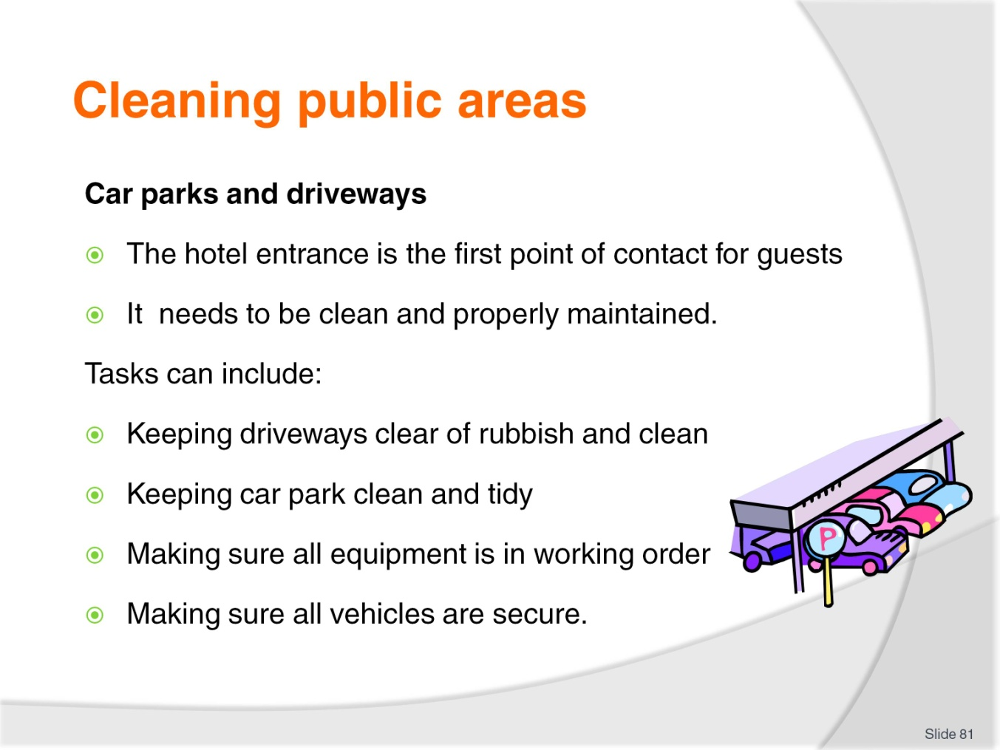 Cleaning public areas
Car parks and driveways
The hotel entrance is the first point of contact for guests
It  needs to be clean and properly maintained.
Tasks can include:
Keeping driveways clear of rubbish and clean
Keeping car park clean and tidy
Making sure all equipment is in working order
P
Making sure all vehicles are secure.
Slide 81